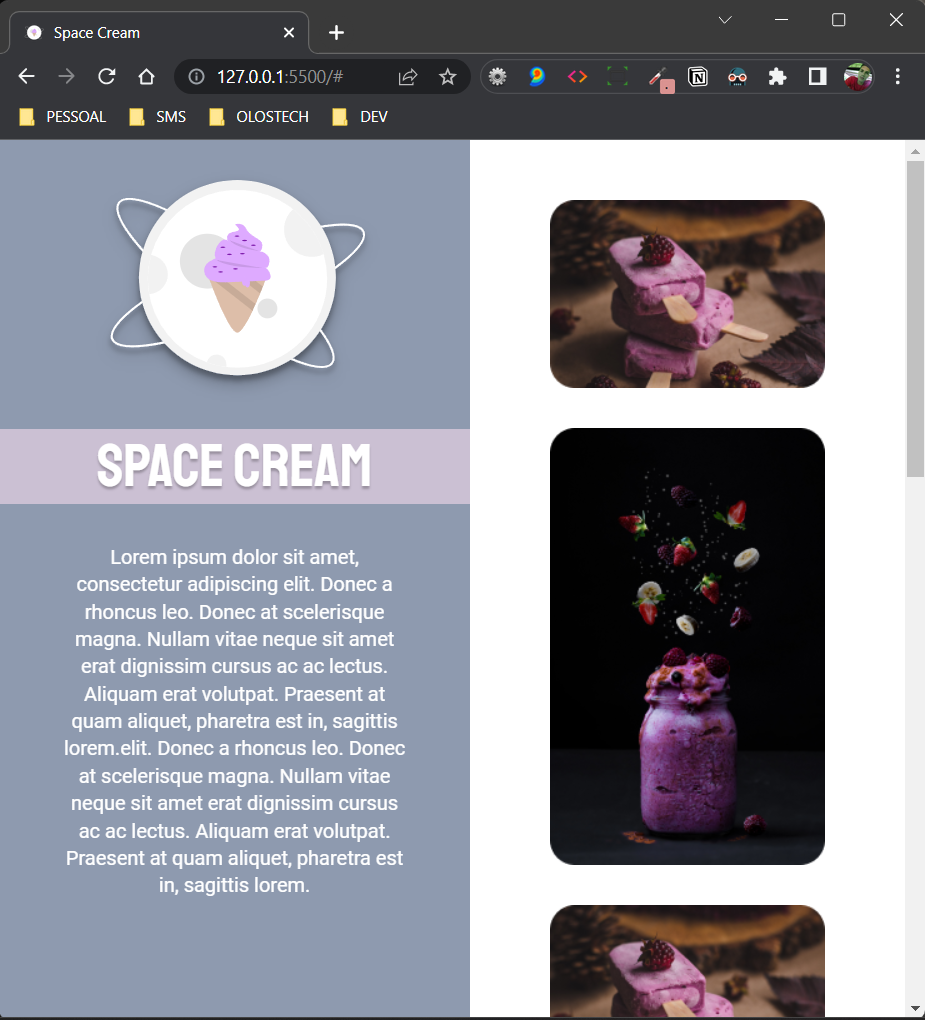 Space Cream
127.0.0.1:5500/#
PESSOAL
SMS
OLOSTECH
DEV
SPACE CREAM
Lorem ipsum dolor sit amet,
consectetur adipiscing elit. Donec a
rhoncus leo. Donec at scelerisque
magna. Nullam vitae neque sit amet
erat dignissim cursus ac ac lectus.
Aliquam erat volutpat. Praesent at
quam aliquet, pharetra est in, sagittis
lorem.elit. Donec a rhoncus leo. Donec
at scelerisque magna. Nullam vitae
neque sit amet erat dignissim cursus
ac ac lectus. Aliquam erat volutpat.
Praesent at quam aliquet, pharetra est
in, sagittis lorem.